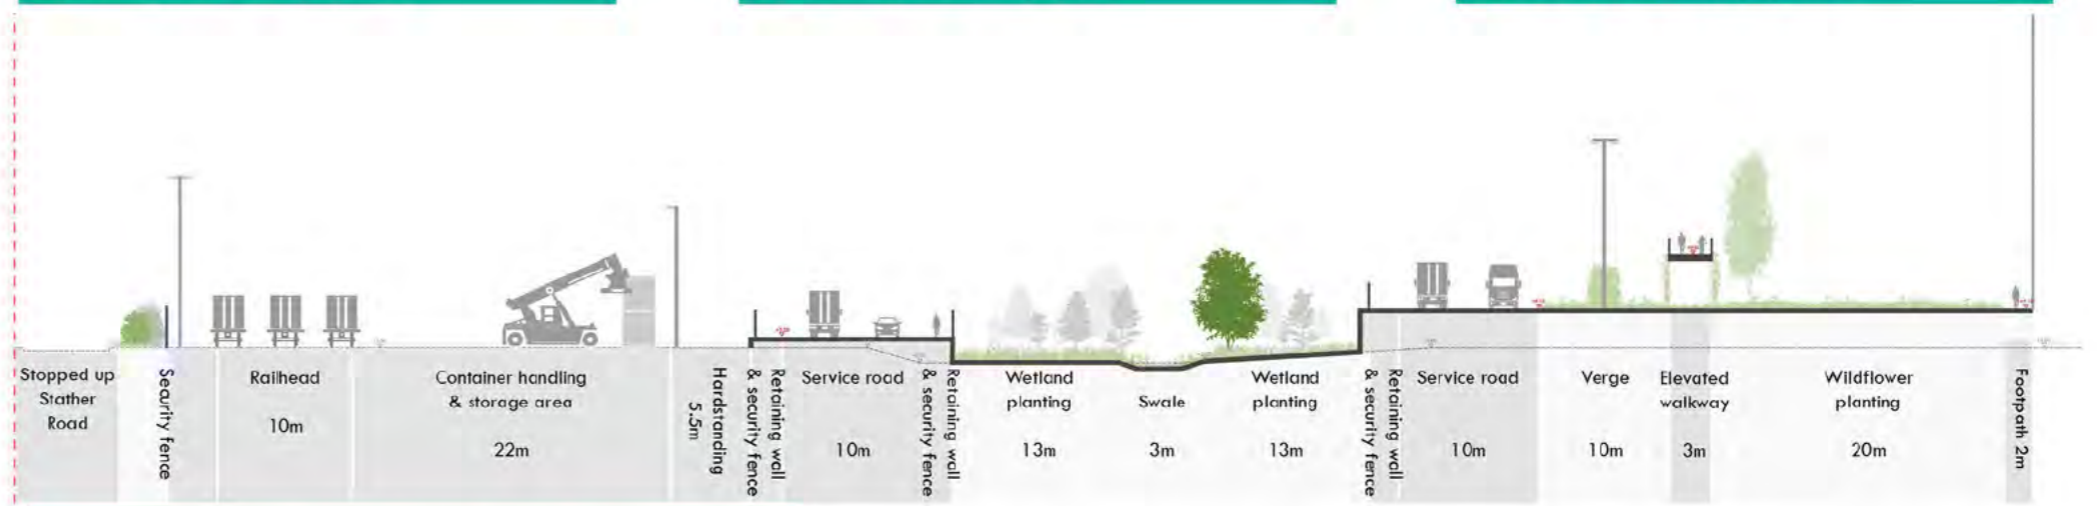 Stopped up
Stather
Road
Security fence
Railhead
10m
Container handling
& storage area
22m
Hardstanding
5.5m
Retaining wall
& security fence
Service road
10m
Retaining wall
& security fence
Wetland
planting
13m
Swale
3m
Wetland
planting
13m
Retaining wall
& security fence
Service road
10m
Verge
10m
Elevated
walkway
3m
Wildflower
planting
20m
Footpath 2m